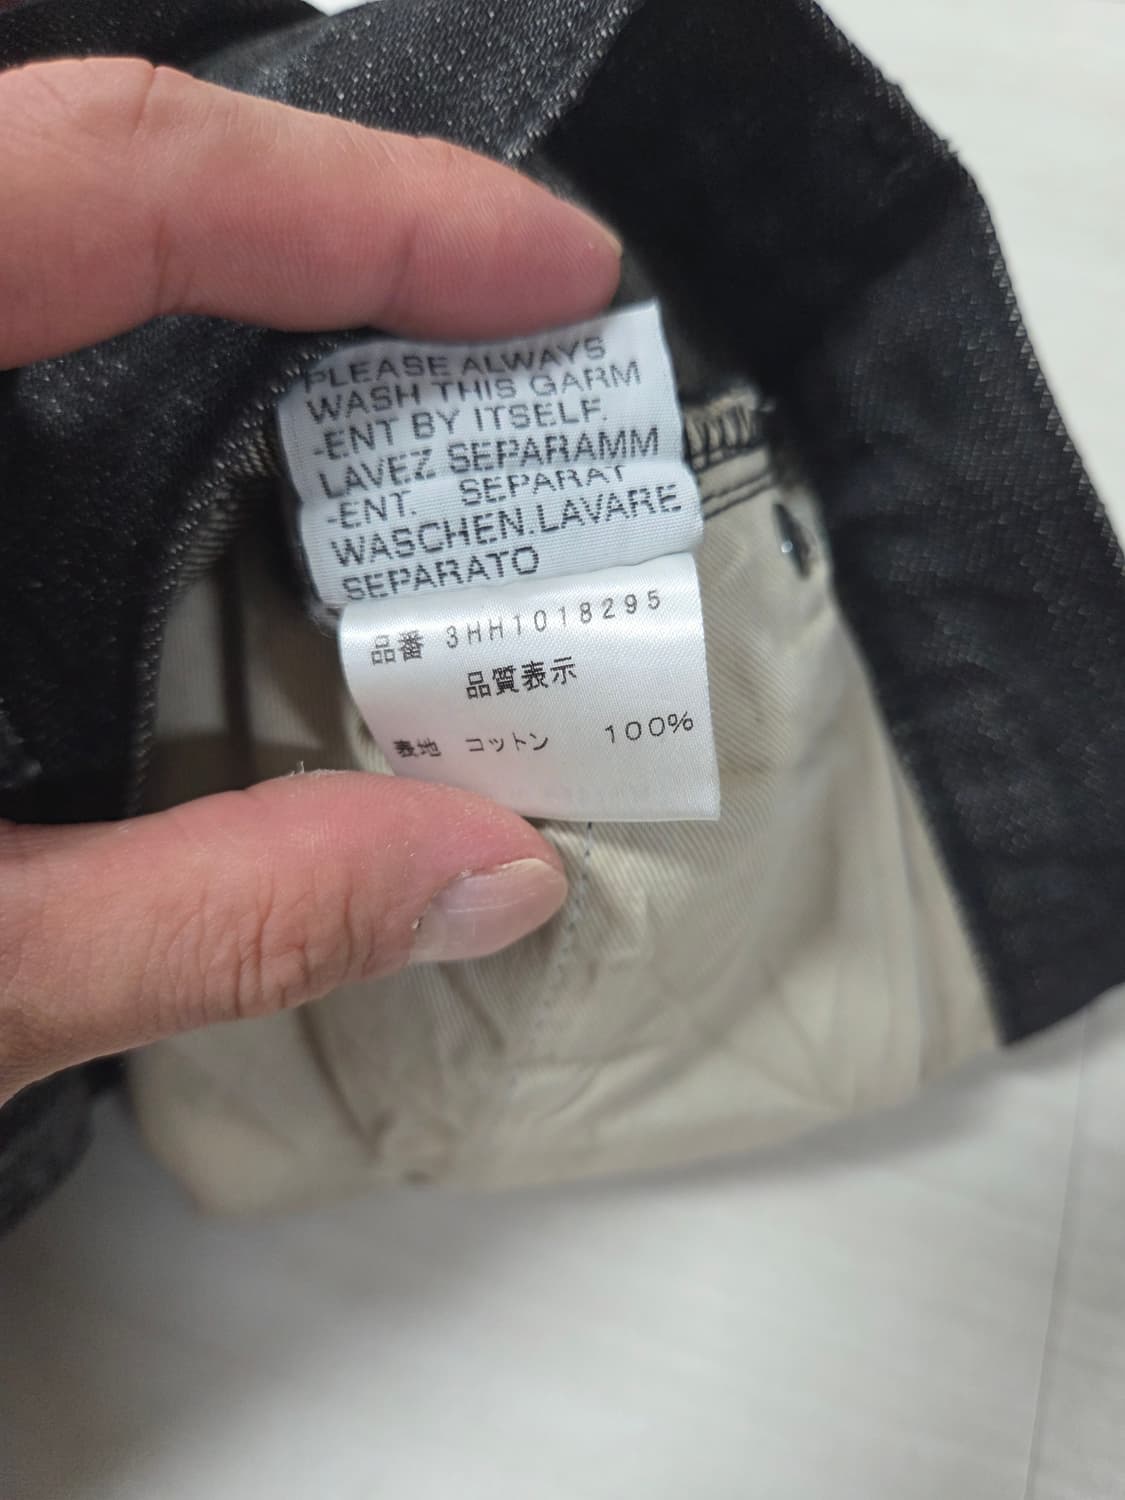 PLEASE ALWAYS
WASH THIS GARM
-ENT BY ITSELF.
LAVEZ SEPARAMM
-ENT. SEPARAT
WASCHEN.LAVARE
SEPARATO
品番 3HH1018295
品質表示
表地 コットン 100%